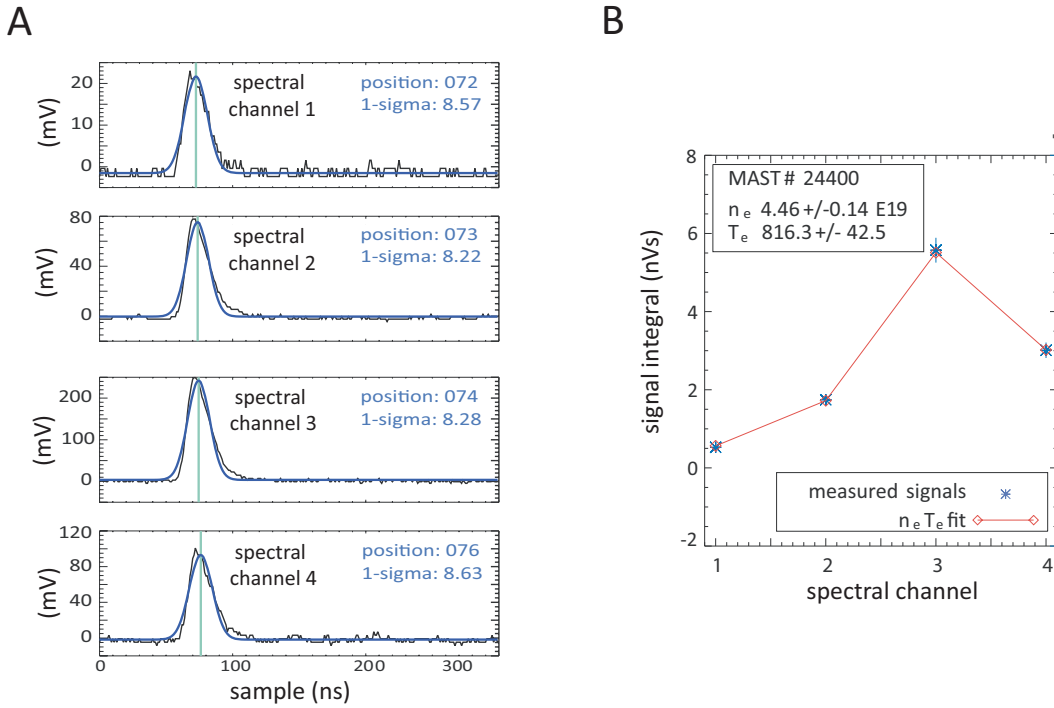 A
spectral
channel 1
position: 072
1-sigma: 8.57
(mV)
20
10
0
spectral
channel 2
position: 073
1-sigma: 8.22
(mV)
80
40
0
spectral
channel 3
position: 074
1-sigma: 8.28
(mV)
200
100
0
spectral
channel 4
position: 076
1-sigma: 8.63
(mV)
120
80
40
0
0 100 200 300
sample (ns)
B
MAST # 24400
n e 4.46 +/-0.14 E19
T e 816.3 +/- 42.5
signal integral (nVs)
8
6
4
2
0
-2
measured signals
n e T e fit
1 2 3 4
spectral channel